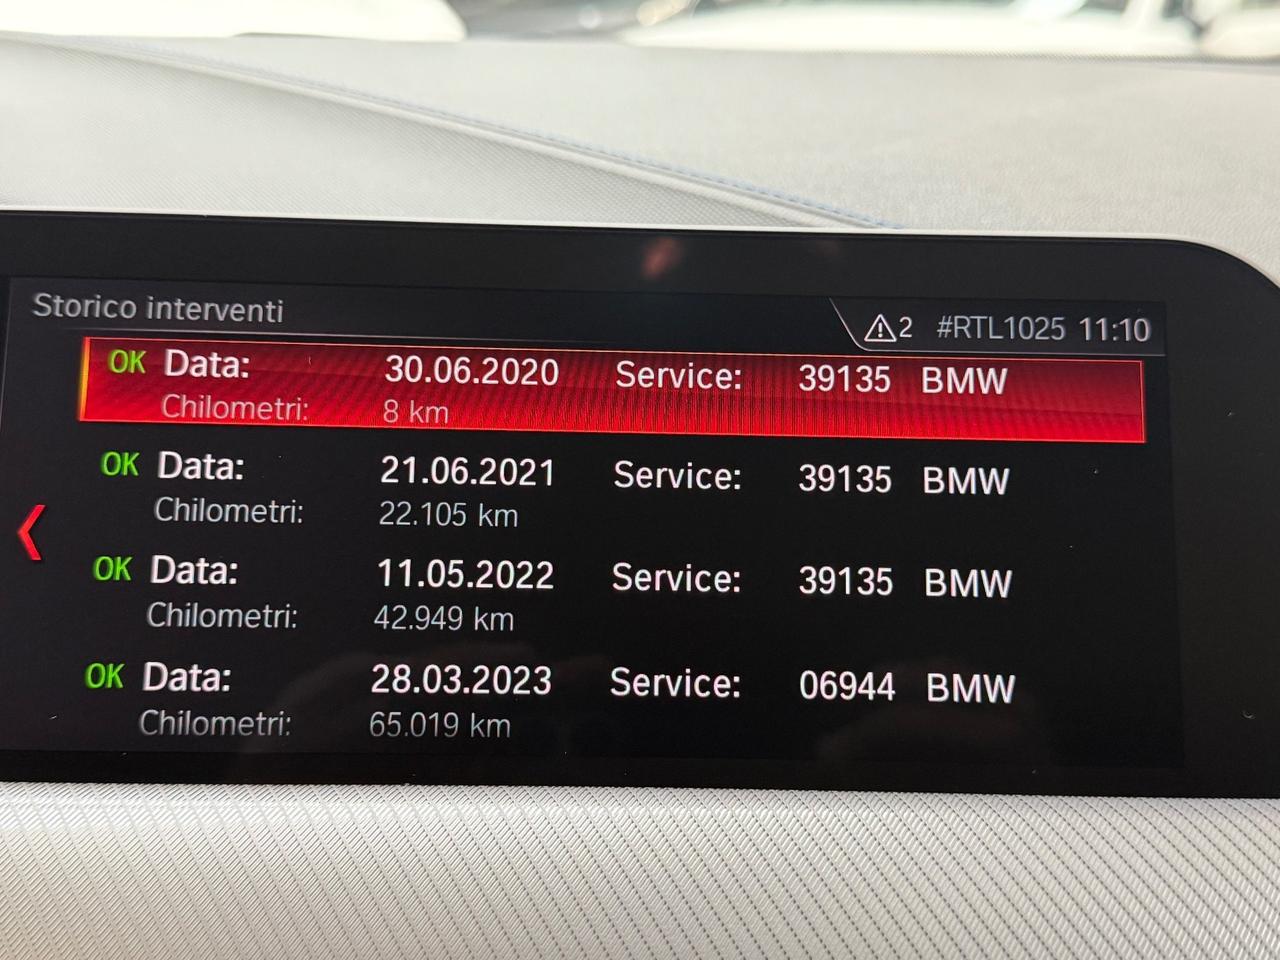 Storico interventi
2 #RTL1025 11:10
OK Data: 30.06.2020 Service: 39135 BMW
Chilometri: 8 km
OK Data: 21.06.2021 Service: 39135 BMW
Chilometri: 22.105 km
OK Data: 11.05.2022 Service: 39135 BMW
Chilometri: 42.949 km
OK Data: 28.03.2023 Service: 06944 BMW
Chilometri: 65.019 km